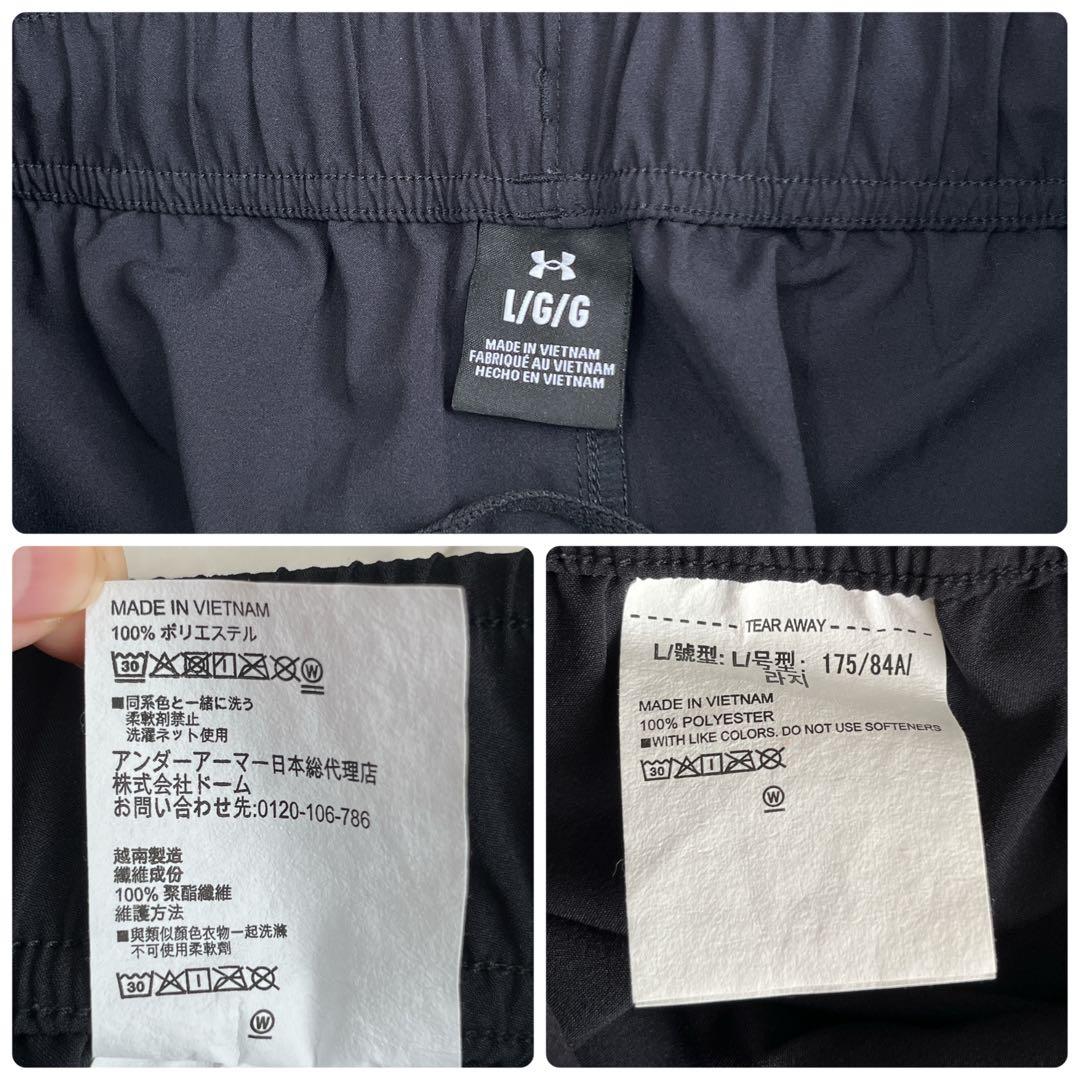 L/G/G
MADE IN VIETNAM
FABRIQUÉ AU VIETNAM
HECHO EN VIETNAM
MADE IN VIETNAM
100% ポリエステル
30
W
■同系色と一緒に洗う
柔軟剤禁止
洗濯ネット使用
アンダーアーマー日本総代理店
株式会社ドーム
お問い合わせ先:0120-106-786
越南製造
纖維成份
100% 聚酯纖維
維護方法
■與類似顏色衣物一起洗滌
不可使用柔軟劑
30
W
TEAR AWAY
L/號型: L/号型: 175/84A/
라지
MADE IN VIETNAM
100% POLYESTER
■WITH LIKE COLORS. DO NOT USE SOFTENERS
30
W